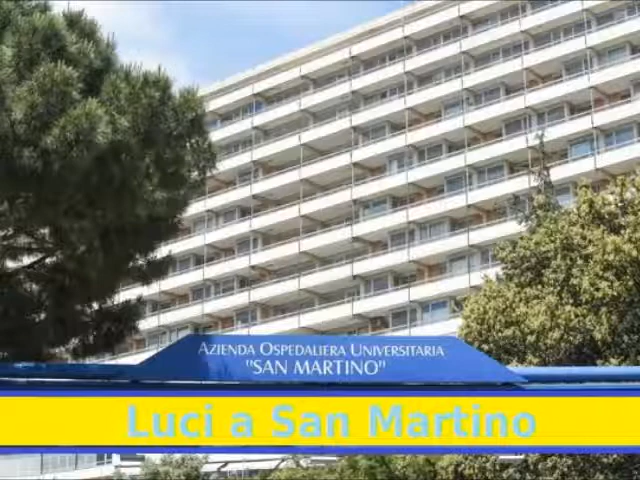 AZIENDA OSPEDALIERA UNIVERSITARIA
"SAN MARTINO"
Luci a San Martino